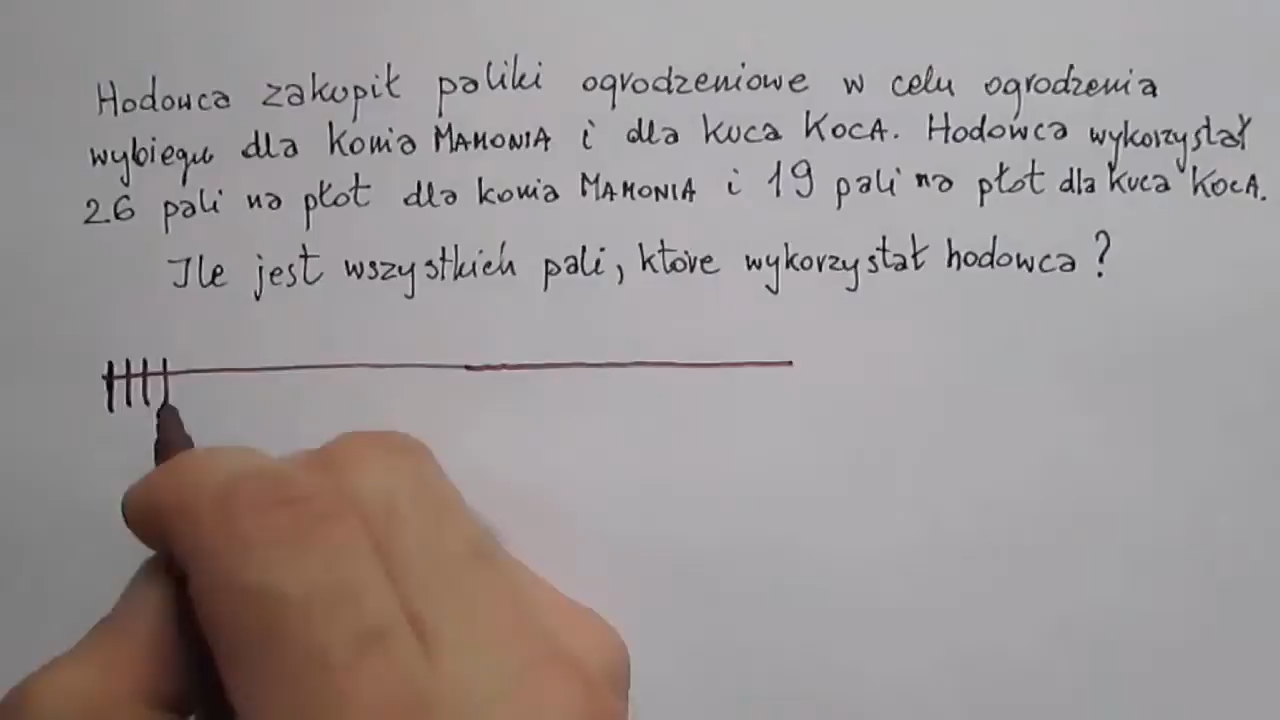 Hodowca zakupił paliki ogrodzeniowe w celu ogrodzenia
wybiegu dla konia MAMONIA i dla kuca KOCA. Hodowca wykorzystał
26 pali na płot dla konia MAMONIA i 19 pali na płot dla kuca KOCA.
Ile jest wszystkich pali, które wykorzystał hodowca?